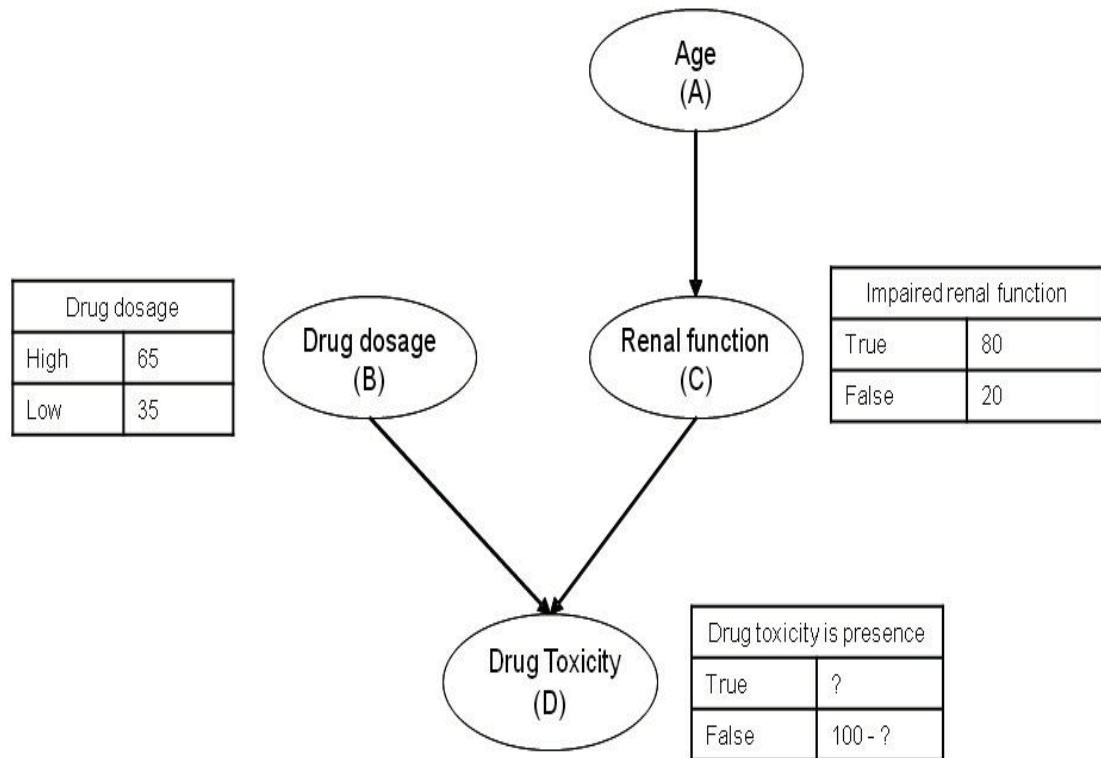 Age
(A)
Drug dosage
High 65
Low 35
Drug dosage
(B)
Renal function
(C)
Impaired renal function
True 80
False 20
Drug Toxicity
(D)
Drug toxicity is presence
True ?
False 100 - ?